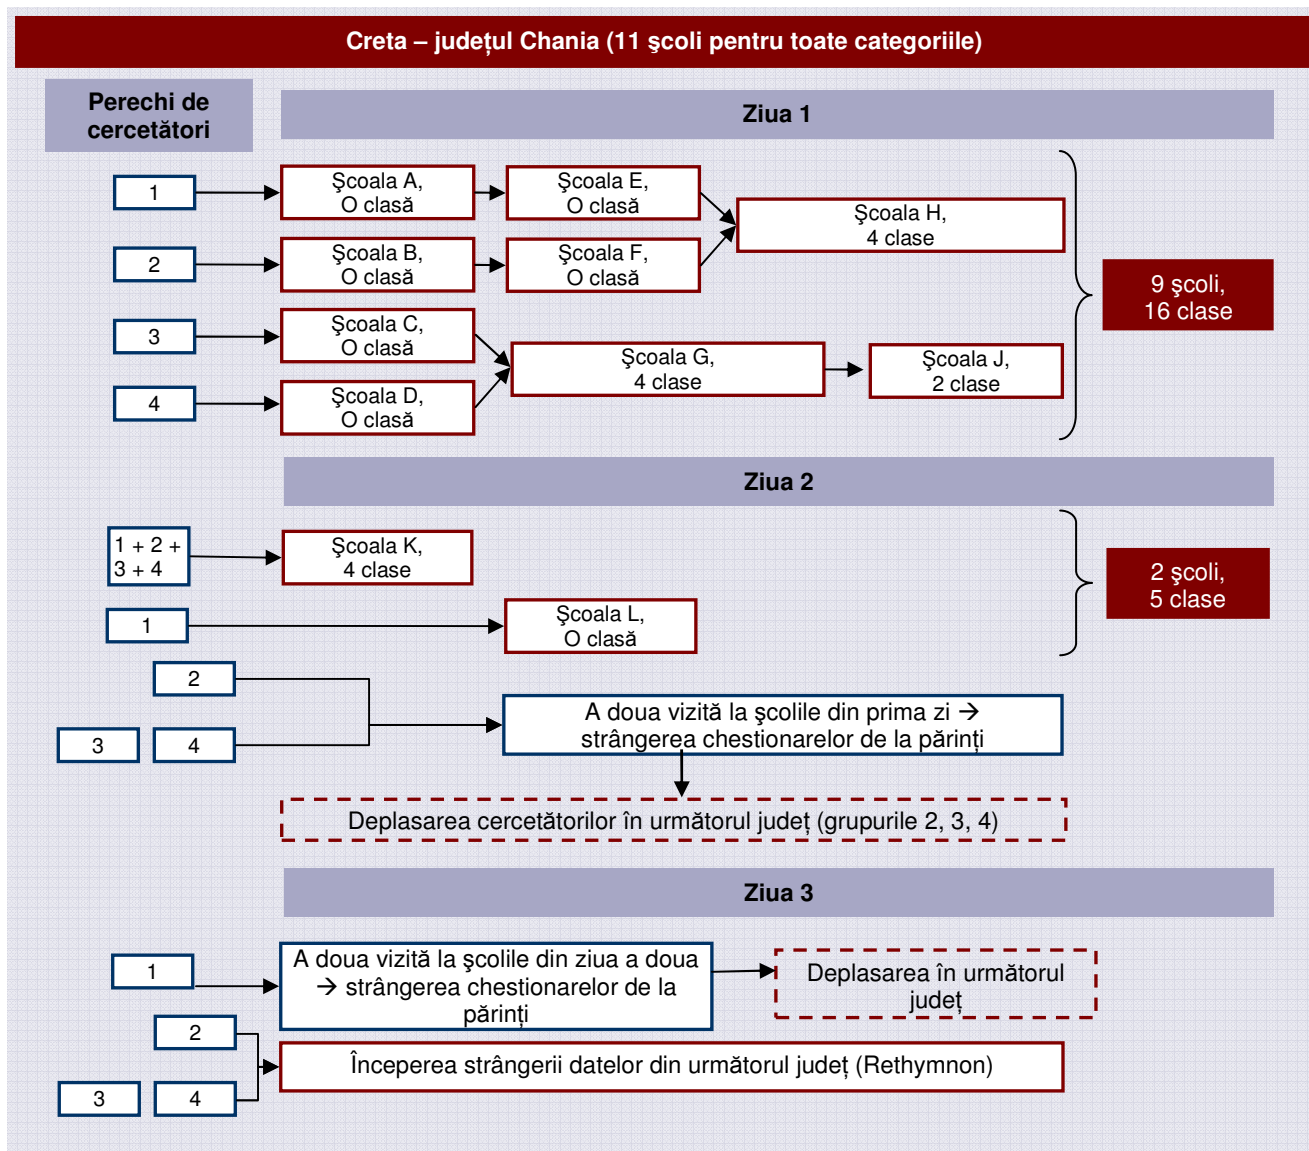 Creta – județul Chania (11 şcoli pentru toate categoriile)
Perechi de
cercetători
Ziua 1
1
Şcoala A,
O clasă
Şcoala E,
O clasă
Şcoala H,
4 clase
2
Şcoala B,
O clasă
Şcoala F,
O clasă
9 şcoli,
16 clase
3
Şcoala C,
O clasă
Şcoala G,
4 clase
Şcoala J,
2 clase
4
Şcoala D,
O clasă
Ziua 2
1 + 2 +
3 + 4
Şcoala K,
4 clase
2 şcoli,
5 clase
1
Şcoala L,
O clasă
2
3
4
A doua vizită la şcolile din prima zi →
strângerea chestionarelor de la părinți
Deplasarea cercetătorilor în următorul județ (grupurile 2, 3, 4)
Ziua 3
1
A doua vizită la şcolile din ziua a doua
→ strângerea chestionarelor de la
părinți
Deplasarea în următorul
județ
2
3
4
Începerea strângerii datelor din următorul județ (Rethymnon)